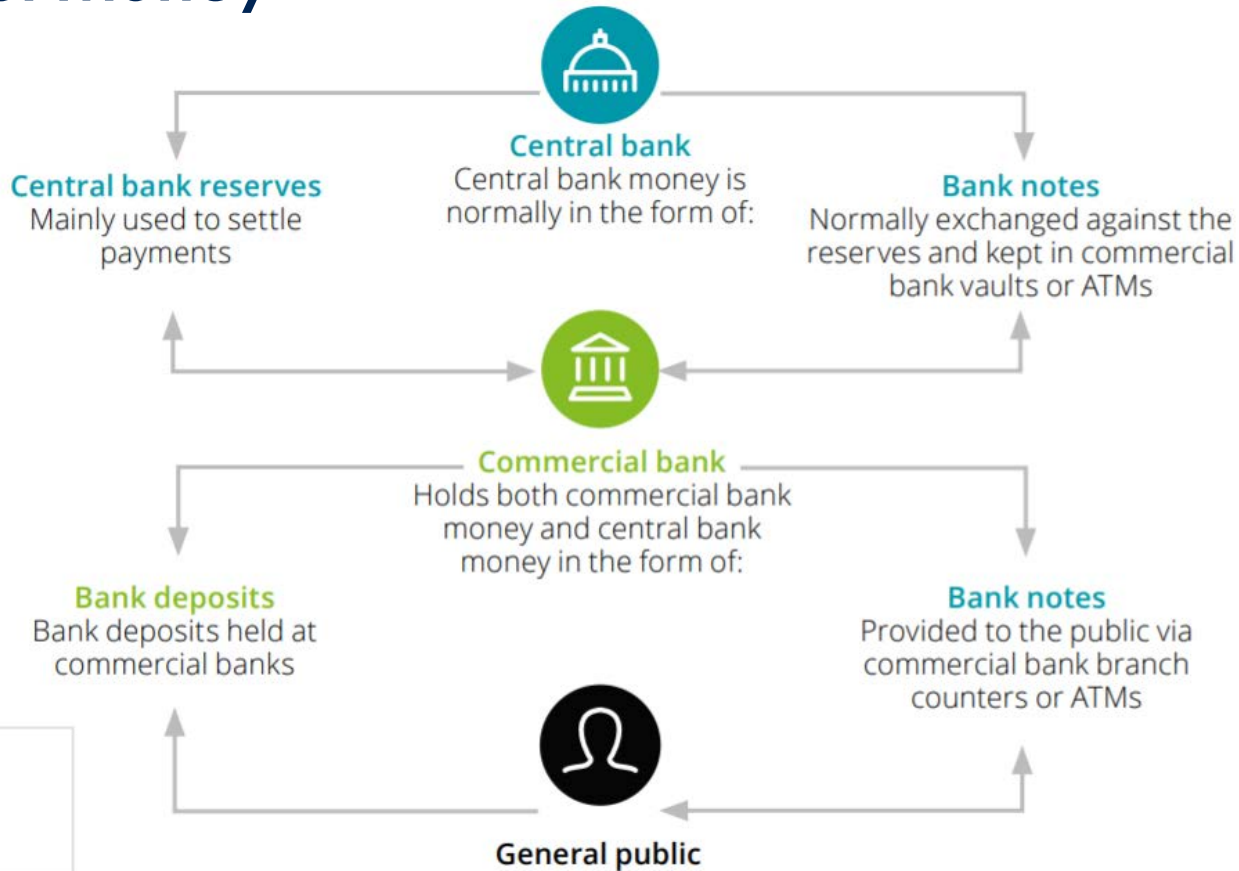 Central bank
Central bank money is
normally in the form of:
Central bank reserves
Mainly used to settle
payments
Bank notes
Normally exchanged against the
reserves and kept in commercial
bank vaults or ATMs
Commercial bank
Holds both commercial bank
money and central bank
money in the form of:
Bank deposits
Bank deposits held at
commercial banks
Bank notes
Provided to the public via
commercial bank branch
counters or ATMs
General public